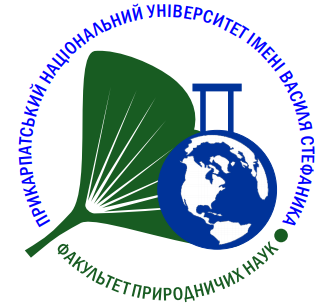 ПРИКАРПАТСЬКИЙ НАЦІОНАЛЬНИЙ УНІВЕРСИТЕТ ІМЕНІ ВАСИЛЯ СТЕФАНИКА
ФАКУЛЬТЕТ ПРИРОДНИЧИХ НАУК